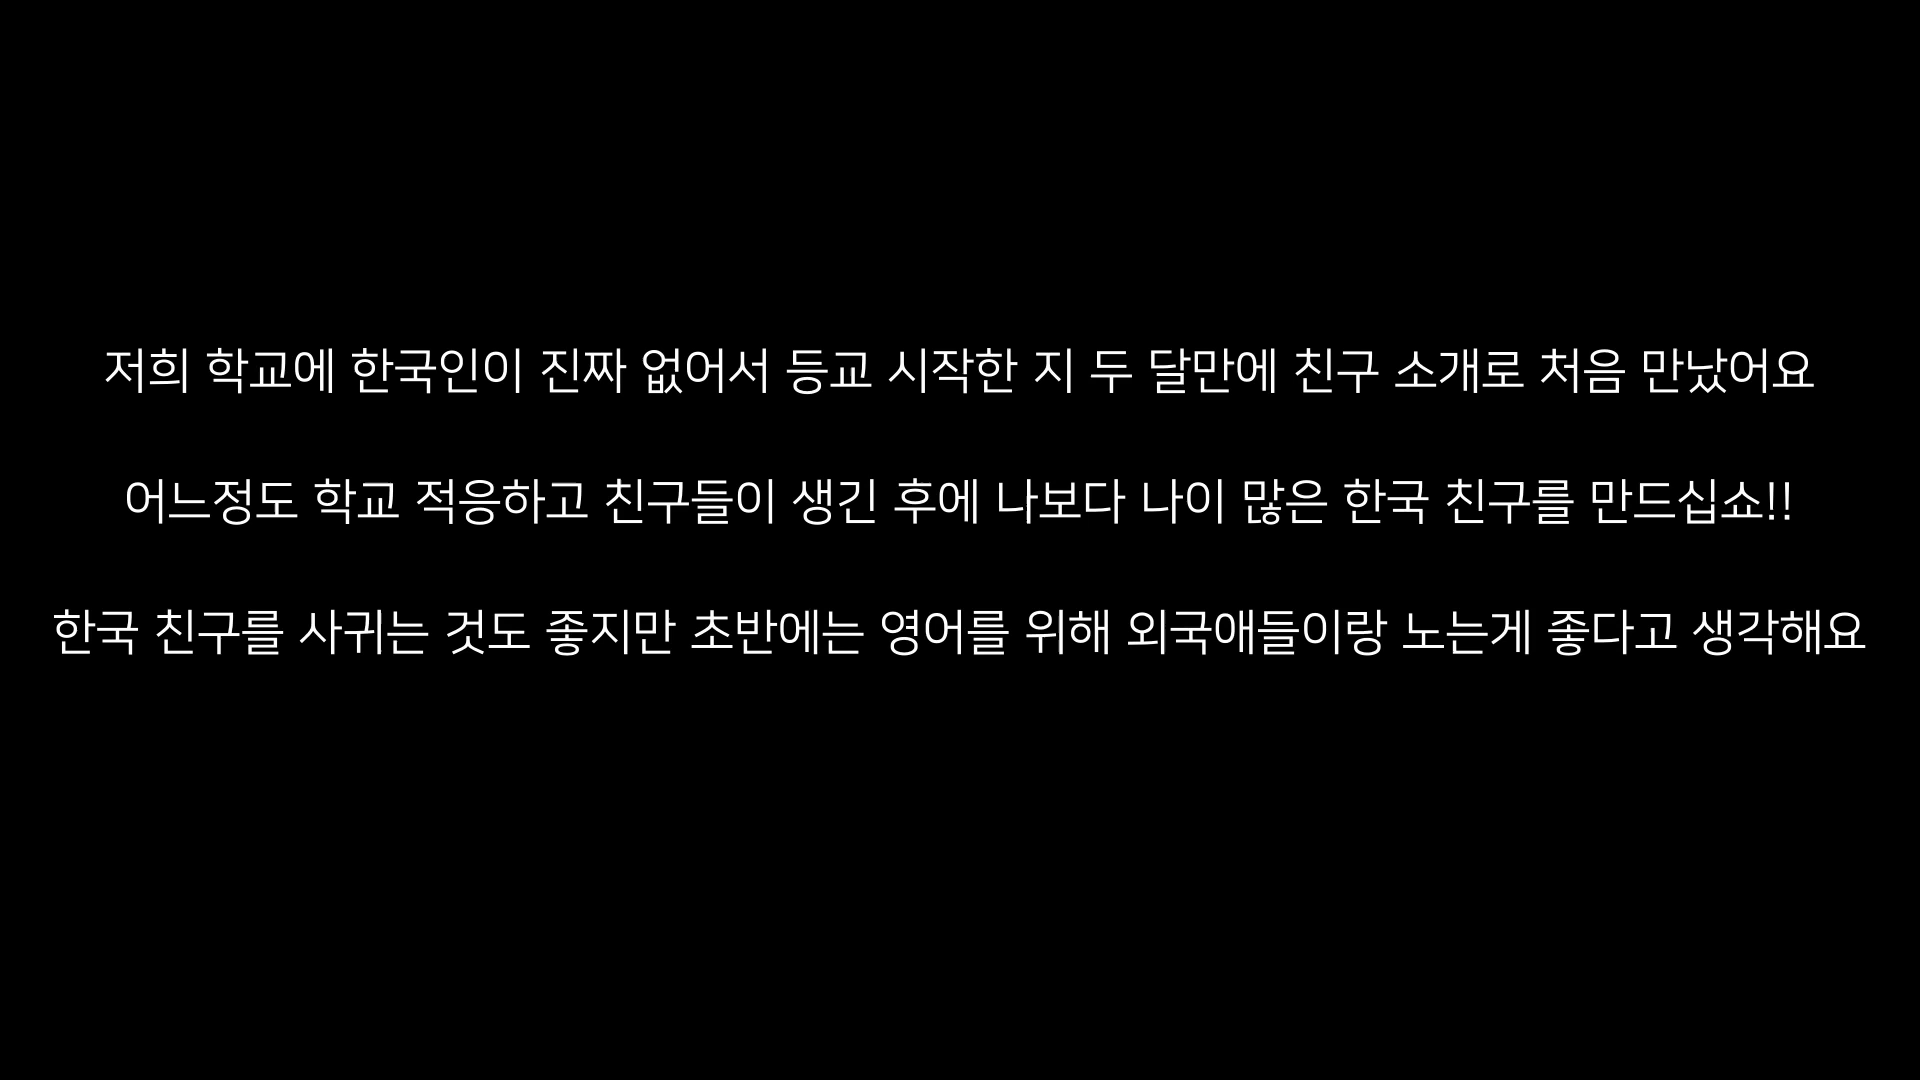 저희 학교에 한국인이 진짜 없어서 등교 시작한 지 두 달만에 친구 소개로 처음 만났어요
어느정도 학교 적응하고 친구들이 생긴 후에 나보다 나이 많은 한국 친구를 만드십쇼!!
한국 친구를 사귀는 것도 좋지만 초반에는 영어를 위해 외국애들이랑 노는게 좋다고 생각해요